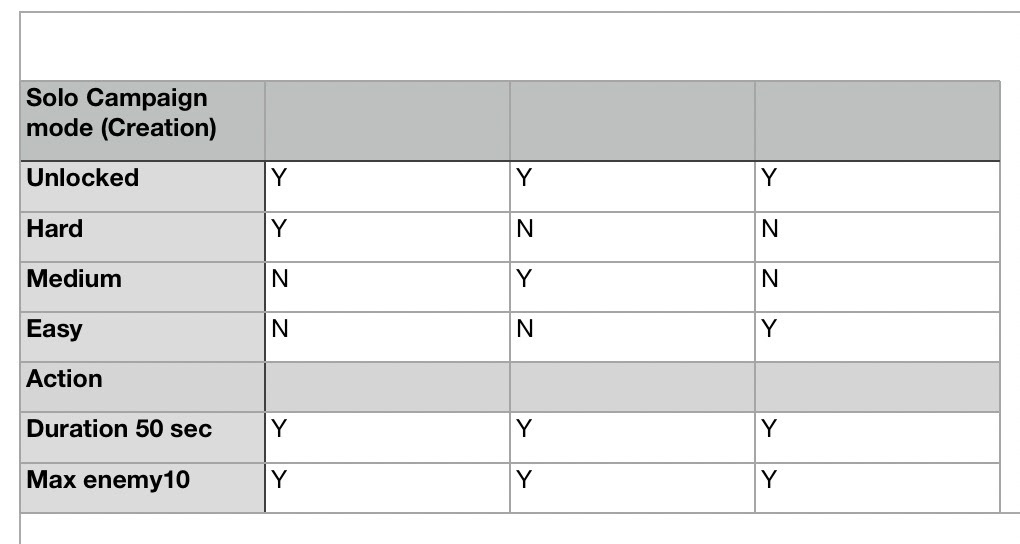 Solo Campaign
mode (Creation)
Unlocked Y Y Y
Hard Y N N
Medium N Y N
Easy N N Y
Action
Duration 50 sec Y Y Y
Max enemy10 Y Y Y